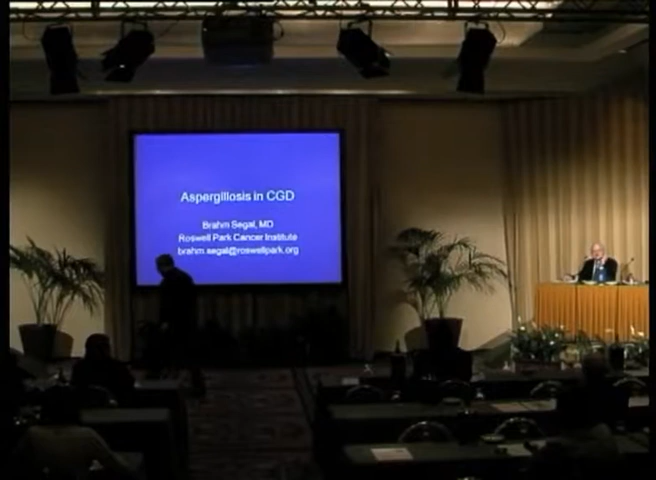 Aspergillosis in CGD
Brahm Segal, MD
Roswell Park Cancer Institute
brahm.segal@roswellpark.org